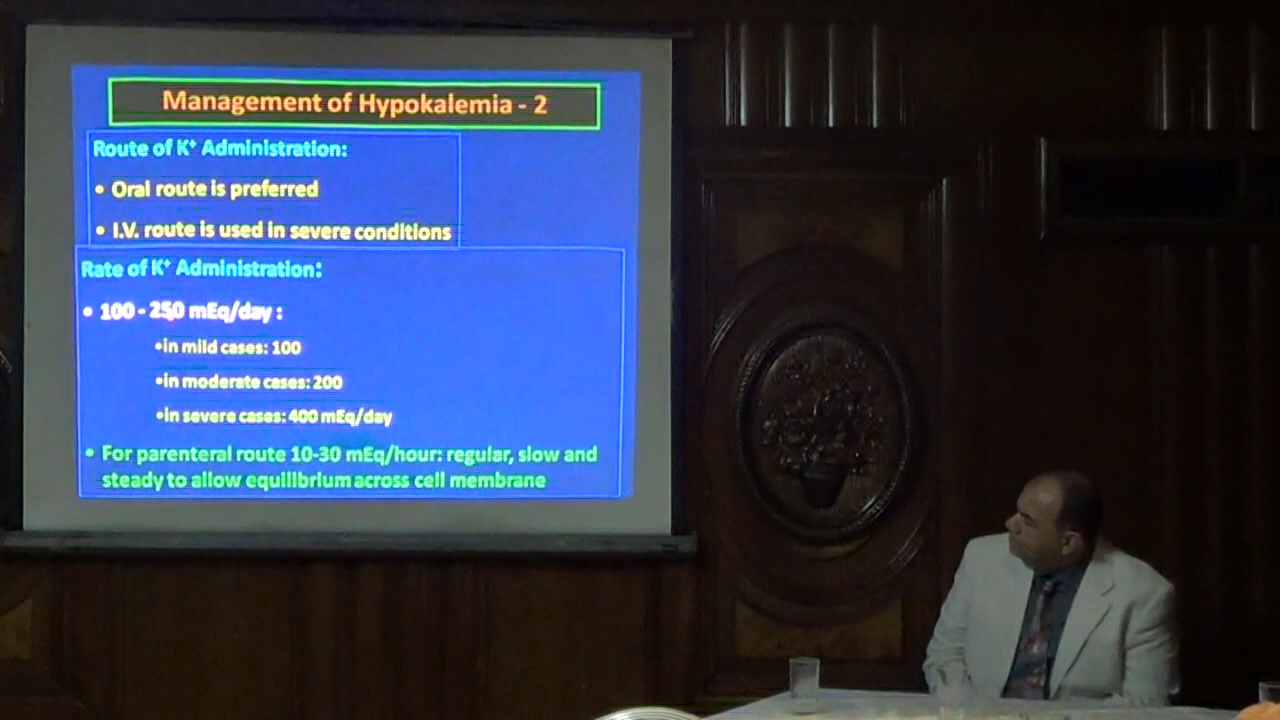 Management of Hypokalemia - 2
Route of K⁺ Administration:
• Oral route is preferred
• I.V. route is used in severe conditions
Rate of K⁺ Administration:
• 100 - 250 mEq/day :
•in mild cases: 100
•in moderate cases: 200
•in severe cases: 400 mEq/day
• For parenteral route 10-30 mEq/hour: regular, slow and
steady to allow equilibrium across cell membrane